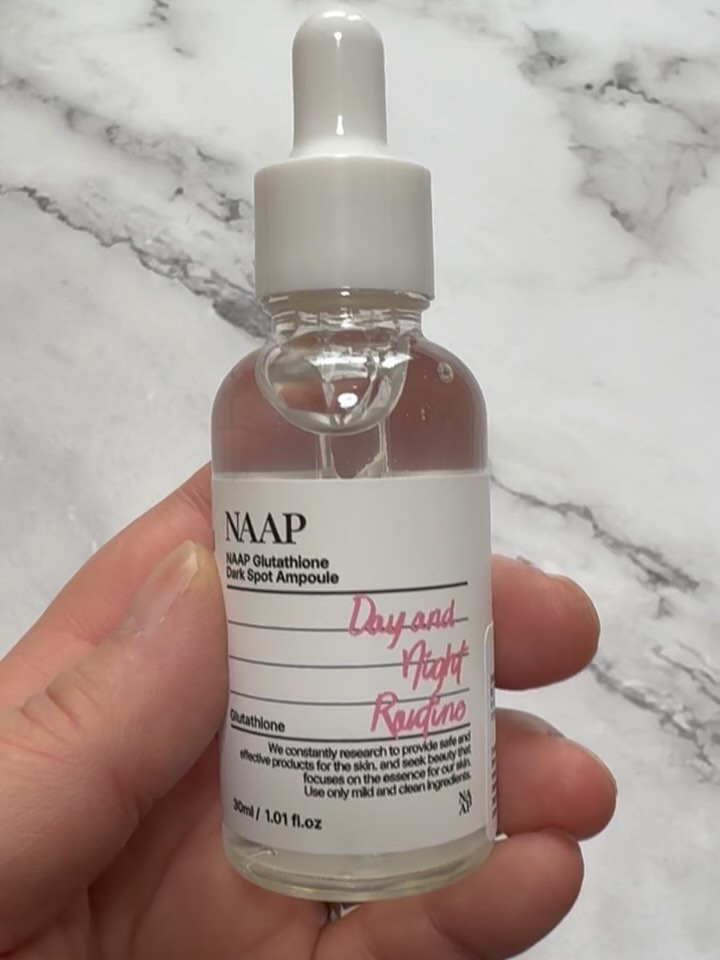 NAAP
NAAP Glutathione
Dark Spot Ampoule
Day and
Night
Routine
Glutathione
We constantly research to provide safe and
effective products for the skin, and seek beauty that
focuses on the essence for our skin.
Use only mild and clean ingredients.
30ml / 1.01 fl.oz
NA
AP